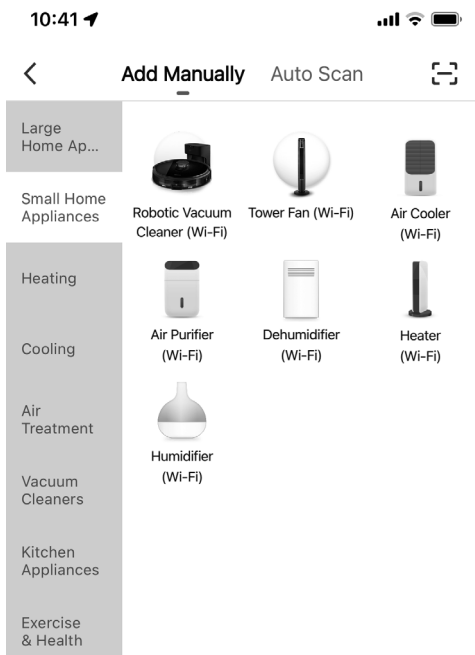 10:41
Add Manually
Auto Scan
Large
Home Ap...
Small Home
Appliances
Heating
Cooling
Air
Treatment
Vacuum
Cleaners
Kitchen
Appliances
Exercise
& Health
Robotic Vacuum
Cleaner (Wi-Fi)
Tower Fan (Wi-Fi)
Air Cooler
(Wi-Fi)
Air Purifier
(Wi-Fi)
Dehumidifier
(Wi-Fi)
Heater
(Wi-Fi)
Humidifier
(Wi-Fi)